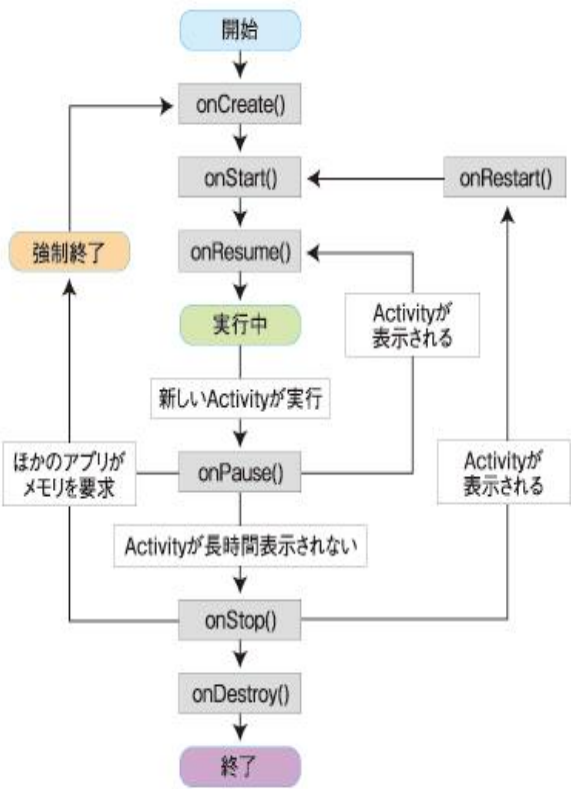 開始
onCreate()
onStart()
onRestart()
強制終了
onResume()
実行中
Activityが
表示される
新しいActivityが実行
ほかのアプリが
メモリを要求
onPause()
Activityが
表示される
Activityが長時間表示されない
onStop()
onDestroy()
終了